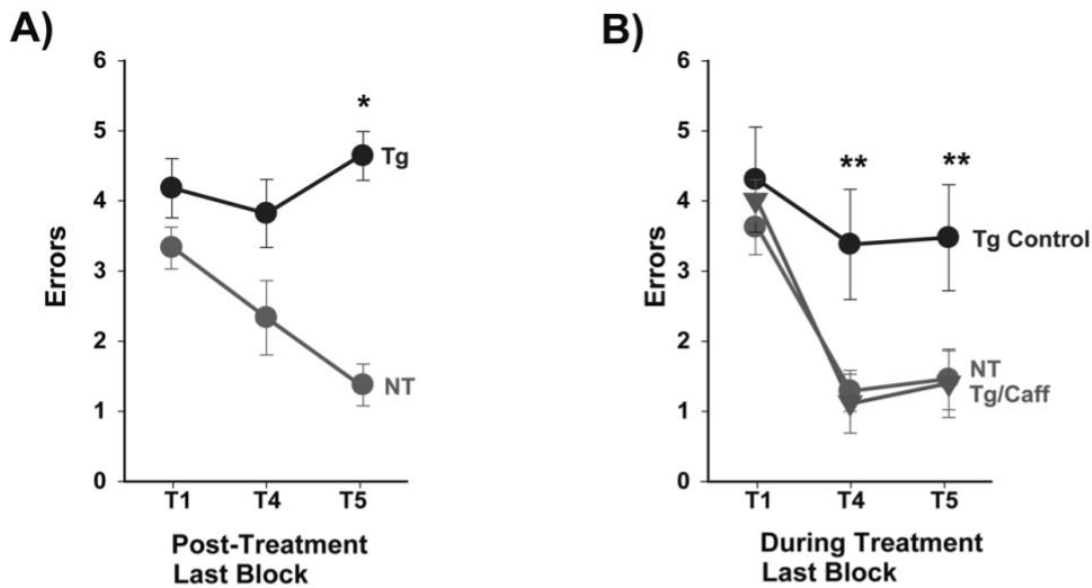 A)
6
5
4
3
2
1
0
Errors
*
Tg
NT
T1 T4 T5
Post-Treatment
Last Block
B)
6
5
4
3
2
1
0
Errors
** **
Tg Control
NT
Tg/Caff
T1 T4 T5
During Treatment
Last Block